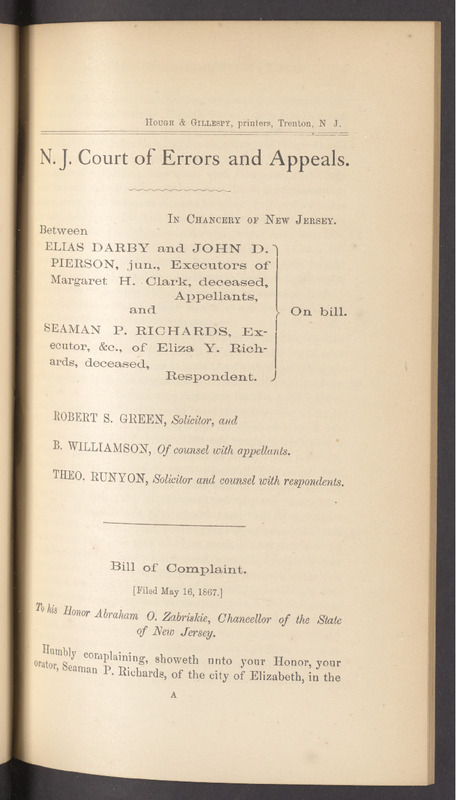 HOUGH & GILLESPY, printers, Trenton, N J.
N. J. Court of Errors and Appeals.
IN CHANCERY OF NEW JERSEY.
Between
ELIAS DARBY and JOHN D.
PIERSON, jun., Executors of
Margaret H. Clark, deceased,
Appellants,
and
On bill.
SEAMAN P. RICHARDS, Ex-
ecutor, &c., of Eliza Y. Rich-
ards, deceased,
Respondent.
ROBERT S. GREEN, Solicitor, and
B. WILLIAMSON, Of counsel with appellants.
THEO. RUNYON, Solicitor and counsel with respondents.
Bill of Complaint.
[Filed May 16, 1867.]
To his Honor Abraham O. Zabriskie, Chancellor of the State
of New Jersey.
Humbly complaining, showeth unto your Honor, your
orator, Seaman P. Richards, of the city of Elizabeth, in the
A